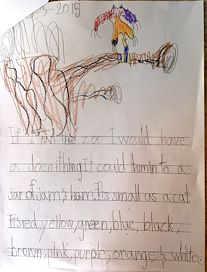 2018
If I ran the zoo I would have
a thing it could turn into a
jar of jam & ham. It's small as a cat.
It's red, yellow, green, blue, black,
brown, pink, purple, orange & white.